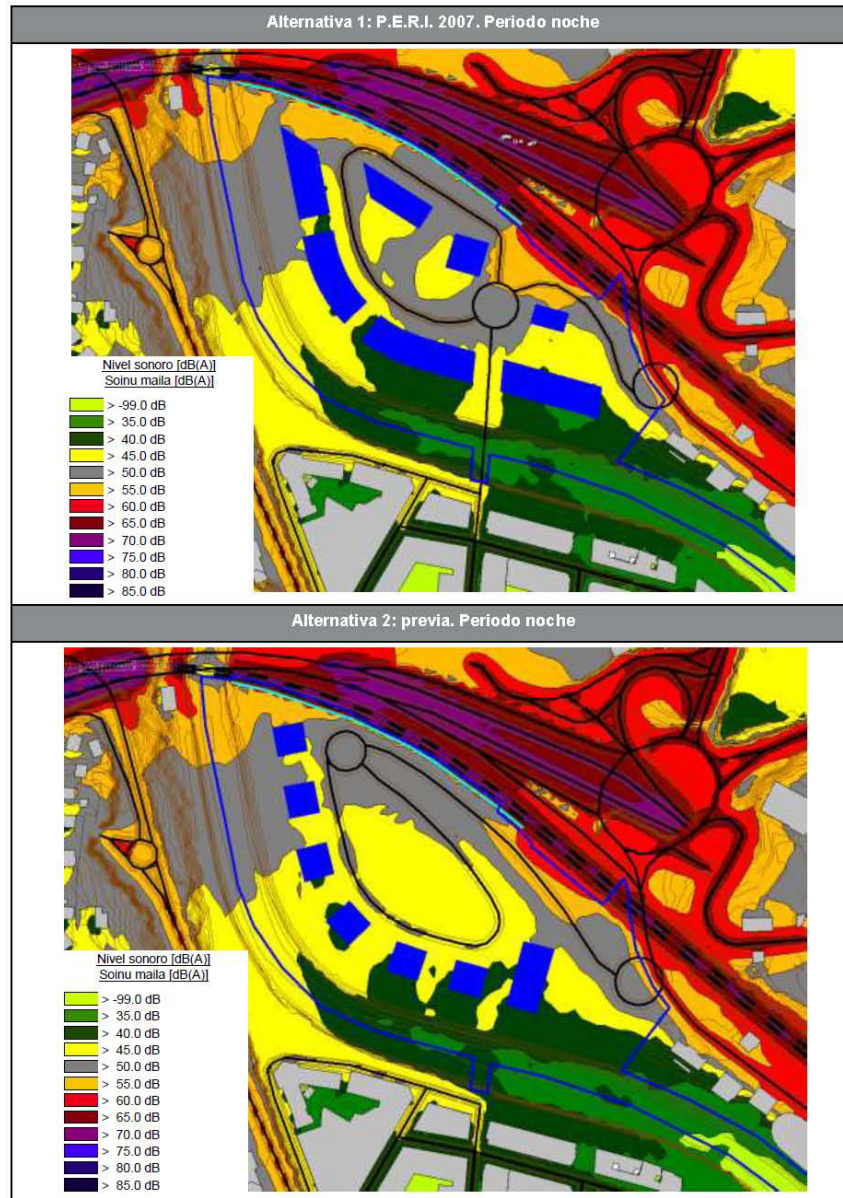 Alternativa 1: P.E.R.I. 2007. Periodo noche
Nivel sonoro [dB(A)]
Soinu maila [dB(A)]
> -99.0 dB
> 35.0 dB
> 40.0 dB
> 45.0 dB
> 50.0 dB
> 55.0 dB
> 60.0 dB
> 65.0 dB
> 70.0 dB
> 75.0 dB
> 80.0 dB
> 85.0 dB
Alternativa 2: previa. Periodo noche
Nivel sonoro [dB(A)]
Soinu maila [dB(A)]
> -99.0 dB
> 35.0 dB
> 40.0 dB
> 45.0 dB
> 50.0 dB
> 55.0 dB
> 60.0 dB
> 65.0 dB
> 70.0 dB
> 75.0 dB
> 80.0 dB
> 85.0 dB